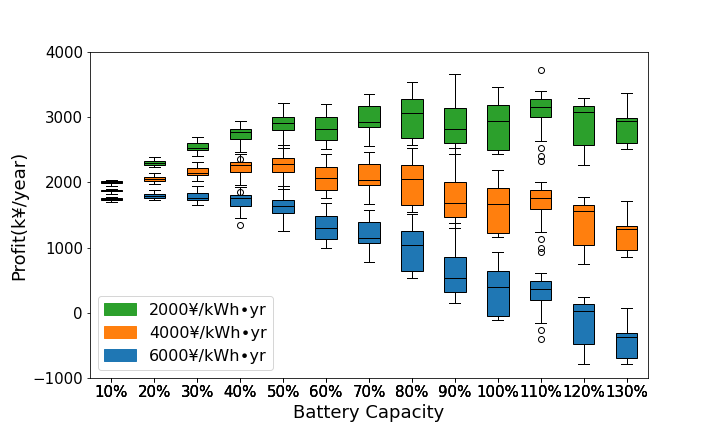 4000
3000
2000
1000
0
−1000
Profit(k¥/year)
2000¥/kWh•yr
4000¥/kWh•yr
6000¥/kWh•yr
10% 20% 30% 40% 50% 60% 70% 80% 90% 100% 110% 120% 130%
Battery Capacity